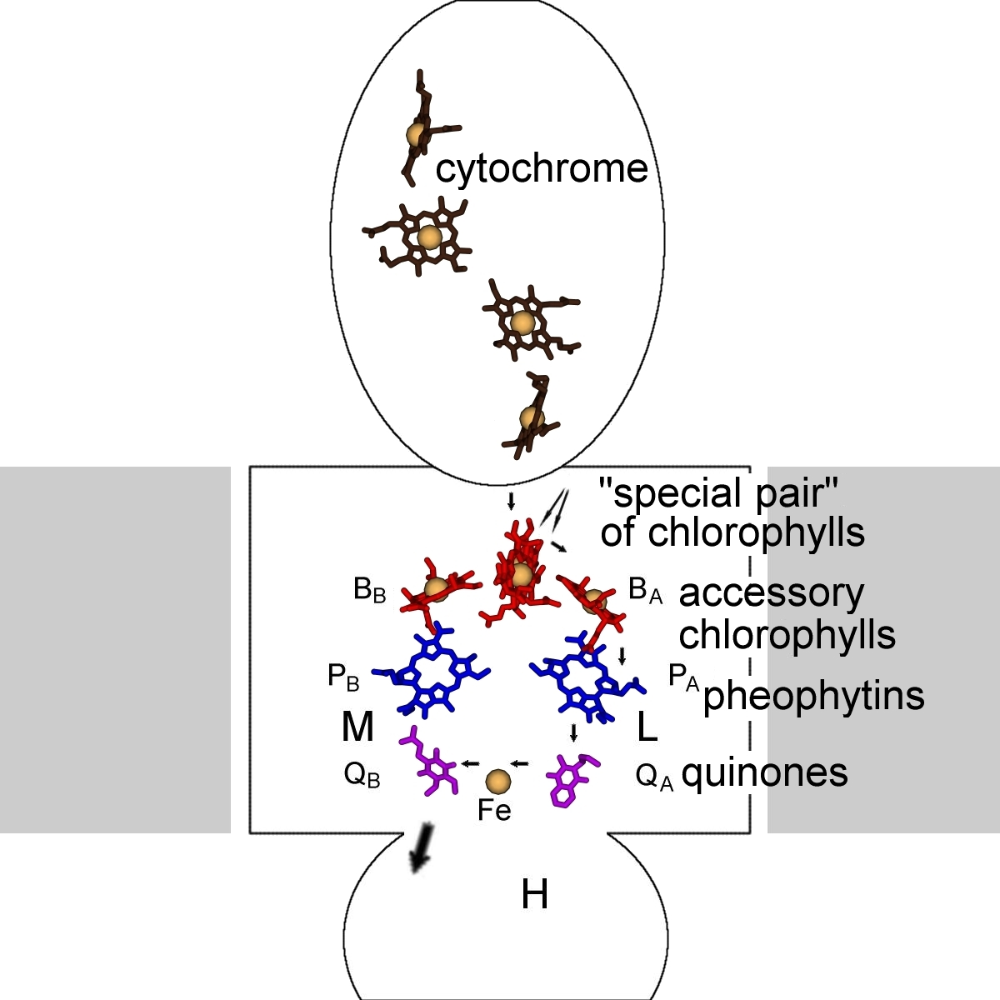 cytochrome
"special pair"
of chlorophylls
BB
BA
accessory
chlorophylls
PB
PA
pheophytins
M
L
QB
QA
quinones
Fe
H